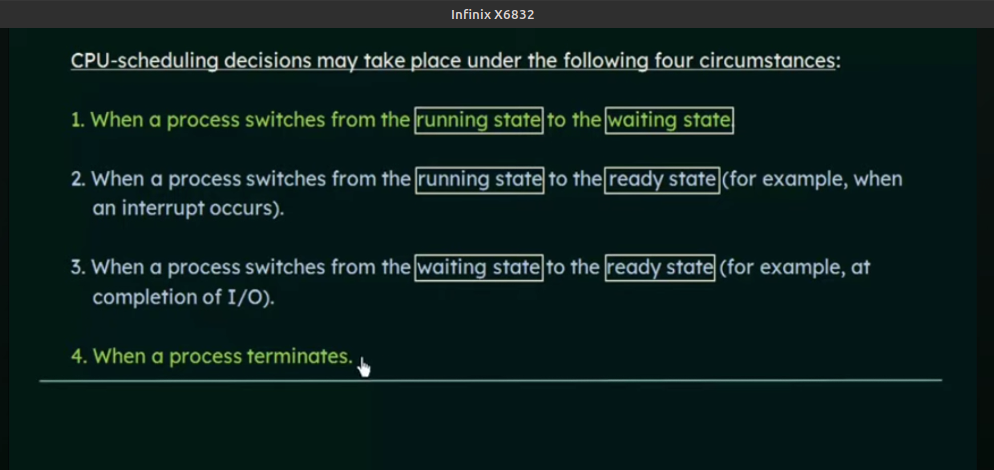 Infinix X6832
CPU-scheduling decisions may take place under the following four circumstances:
1. When a process switches from the running state to the waiting state.
2. When a process switches from the running state to the ready state (for example, when
an interrupt occurs).
3. When a process switches from the waiting state to the ready state (for example, at
completion of I/O).
4. When a process terminates.